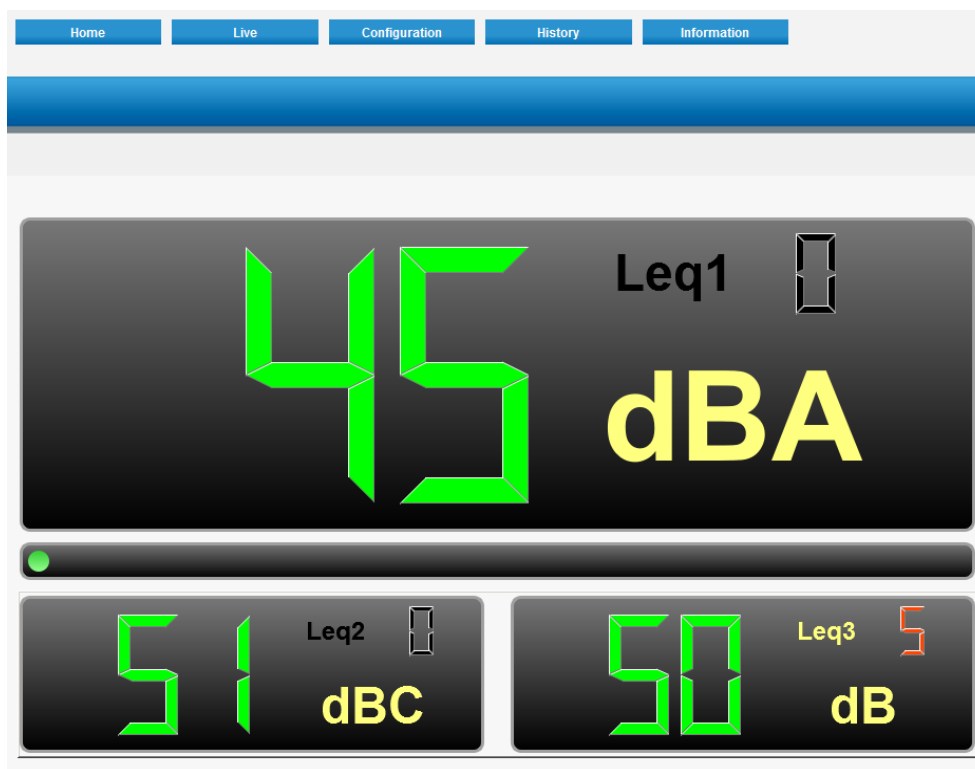 Home Live Configuration History Information
45 Leq1 0
dBA
51 Leq2 0
dBC
50 Leq3 5
dB